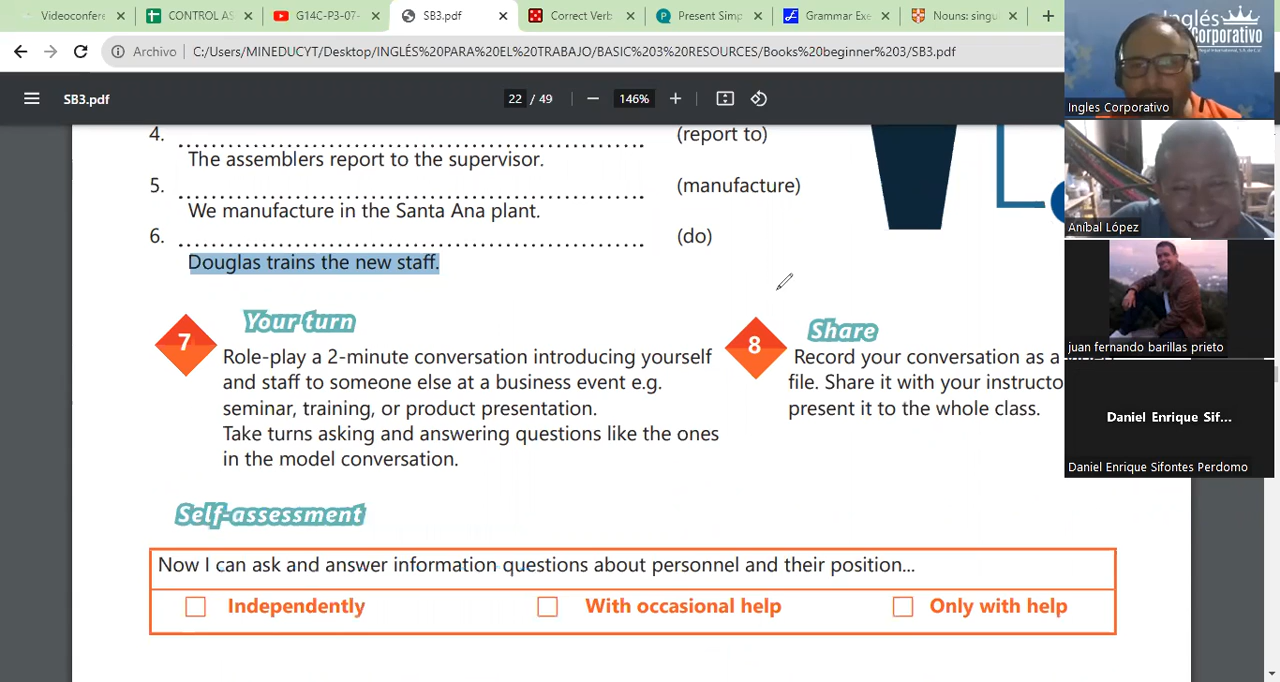 Videoconfere
CONTROL AS
G14C-P3-07-
SB3.pdf
Correct Verb
Present Simp
Grammar Exe
Nouns: singu
Archivo
C:/Users/MINEDUCYT/Desktop/INGLÉS%20PARA%20EL%20TRABAJO/BASIC%203%20RESOURCES/Books%20beginner%203/SB3.pdf
SB3.pdf
22 / 49
146%
4. (report to)
The assemblers report to the supervisor.
5. (manufacture)
We manufacture in the Santa Ana plant.
6. (do)
Douglas trains the new staff.
7
Your turn
Role-play a 2-minute conversation introducing yourself
and staff to someone else at a business event e.g.
seminar, training, or product presentation.
Take turns asking and answering questions like the ones
in the model conversation.
8
Share
Record your conversation as a
file. Share it with your instructo
present it to the whole class.
Self-assessment
Now I can ask and answer information questions about personnel and their position...
Independently
With occasional help
Only with help
Inglés
Corporativo
Ingles Corporativo
Aníbal López
juan fernando barillas prieto
Daniel Enrique Sif...
Daniel Enrique Sifontes Perdomo